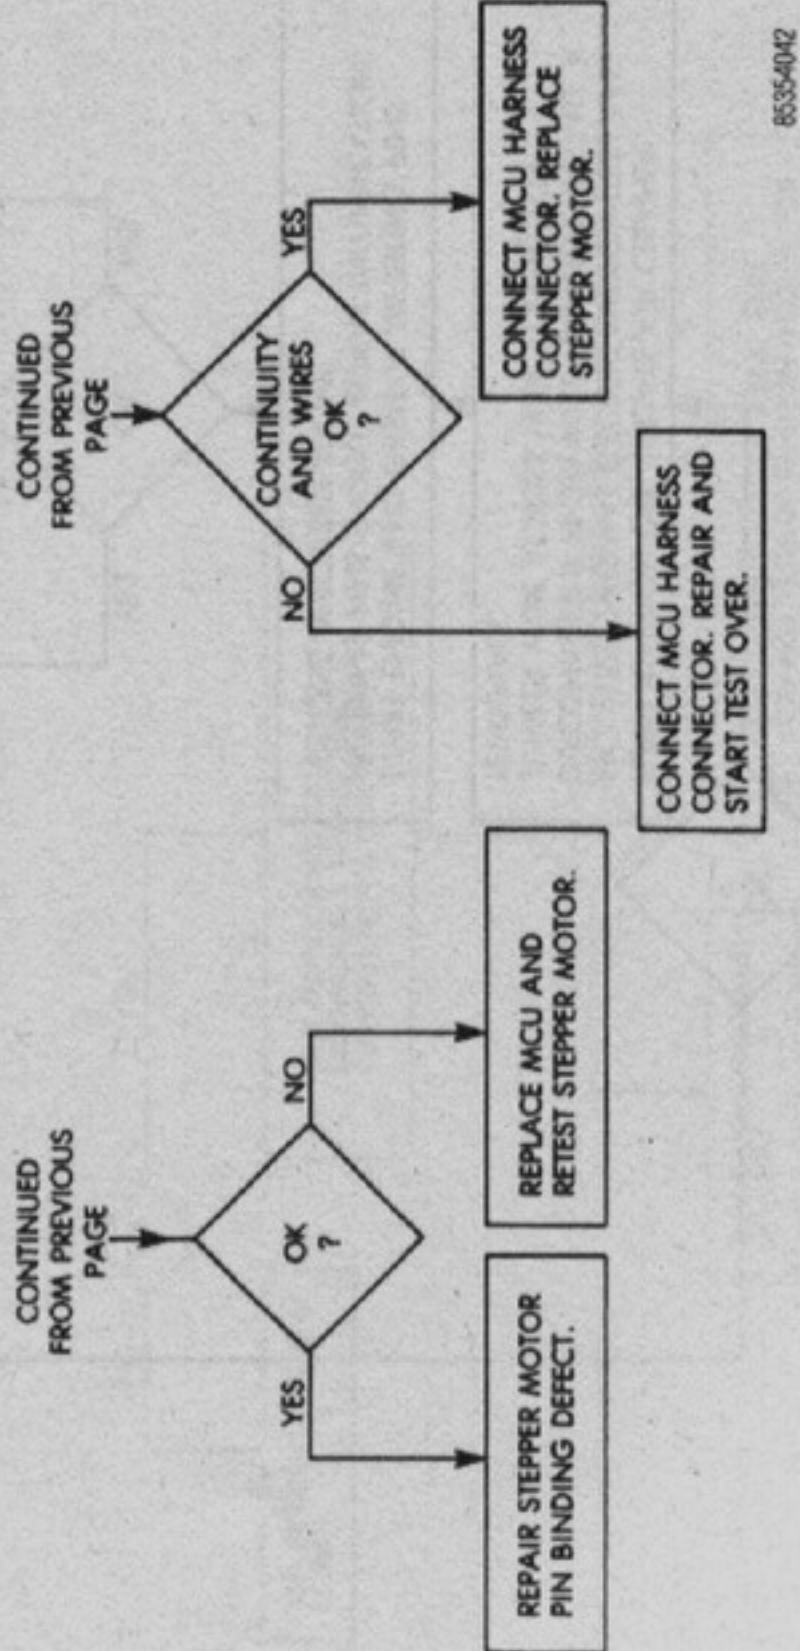 CONTINUED
FROM PREVIOUS
PAGE
OK
?
YES
NO
REPAIR STEPPER MOTOR
PIN BINDING DEFECT.
REPLACE MCU AND
RETEST STEPPER MOTOR.
CONTINUED
FROM PREVIOUS
PAGE
CONTINUITY
AND WIRES
OK
?
NO
YES
CONNECT MCU HARNESS
CONNECTOR. REPAIR AND
START TEST OVER.
CONNECT MCU HARNESS
CONNECTOR. REPLACE
STEPPER MOTOR.
85354042